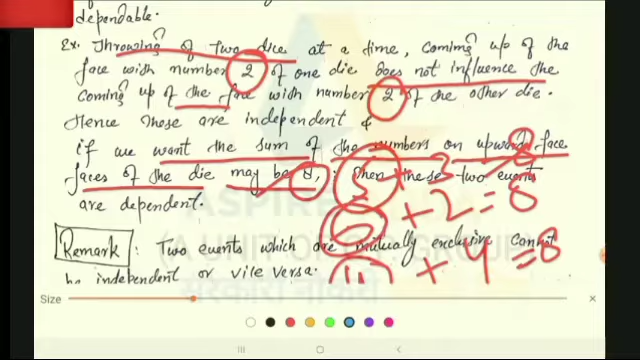 dependable.
Ex. Throwing of Two dice at a time, coming up of the
face with number 2 of one die does not influence the
coming up of the face with number 2 of the other die.
Hence these are independent &
if we want the sum of the numbers on upward face
faces of the die may be 8, then these two events
are dependent.
5 + 3 = 8
+ 2 = 8
4 + 4 = 8
Remark : Two events which are mutually exclusive cannot
be independent or vice versa.
Size